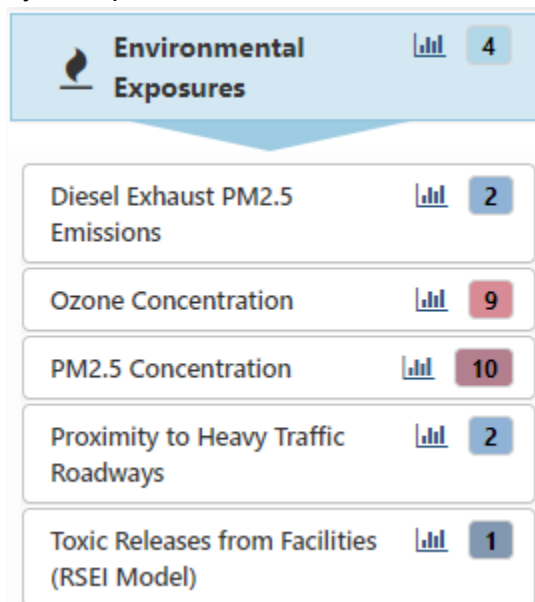 Environmental 4
Exposures
Diesel Exhaust PM2.5 2
Emissions
Ozone Concentration 9
PM2.5 Concentration 10
Proximity to Heavy Traffic 2
Roadways
Toxic Releases from Facilities 1
(RSEI Model)